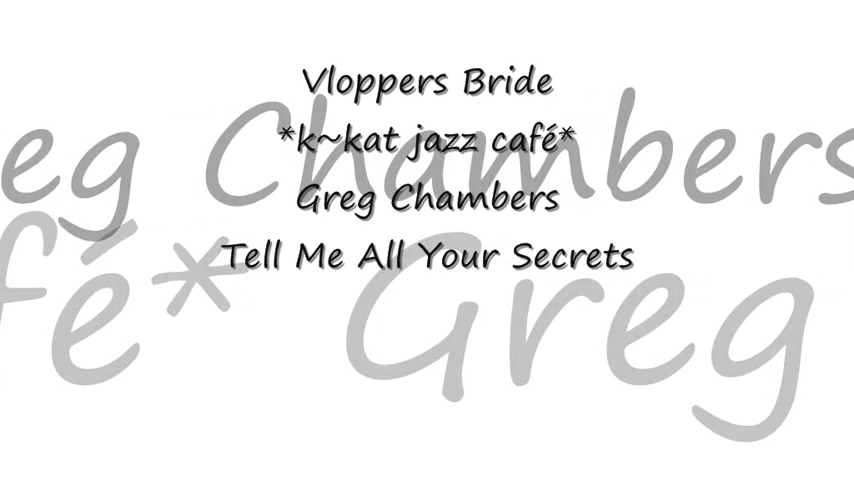 Vloppers Bride
*k~kat jazz café*
Greg Chambers
Tell Me All Your Secrets
eg Chambers
fé* Greg